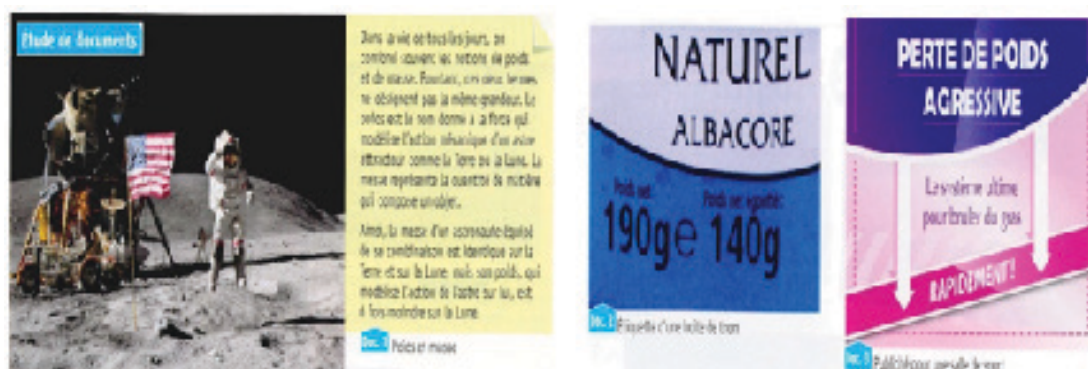 Étude de documents
Dans la vie de tous les jours, on
confond souvent les notions de poids
et de masse. Pourtant, ces deux termes
ne désignent pas la même grandeur. Le
poids est le nom donné à la force qui
modélise l'action mécanique d'un astre
attracteur comme la Terre ou la Lune. La
masse représente la quantité de matière
qui compose un objet.
Ainsi, la masse d'un astronaute équipé
de sa combinaison est identique sur la
Terre et sur la Lune mais son poids, qui
modélise l'action de l'astre sur lui, est
6 fois moindre sur la Lune.
Doc. 1 Poids et masse
NATUREL
ALBACORE
Poids net: Poids net égoutté:
190g e 140g
Doc. 2 Étiquette d'une boîte de thon
PERTE DE POIDS
AGRESSIVE
Le système ultime
pour bruler du gas
RAPIDEMENT!
Doc. 3 Publicité pour